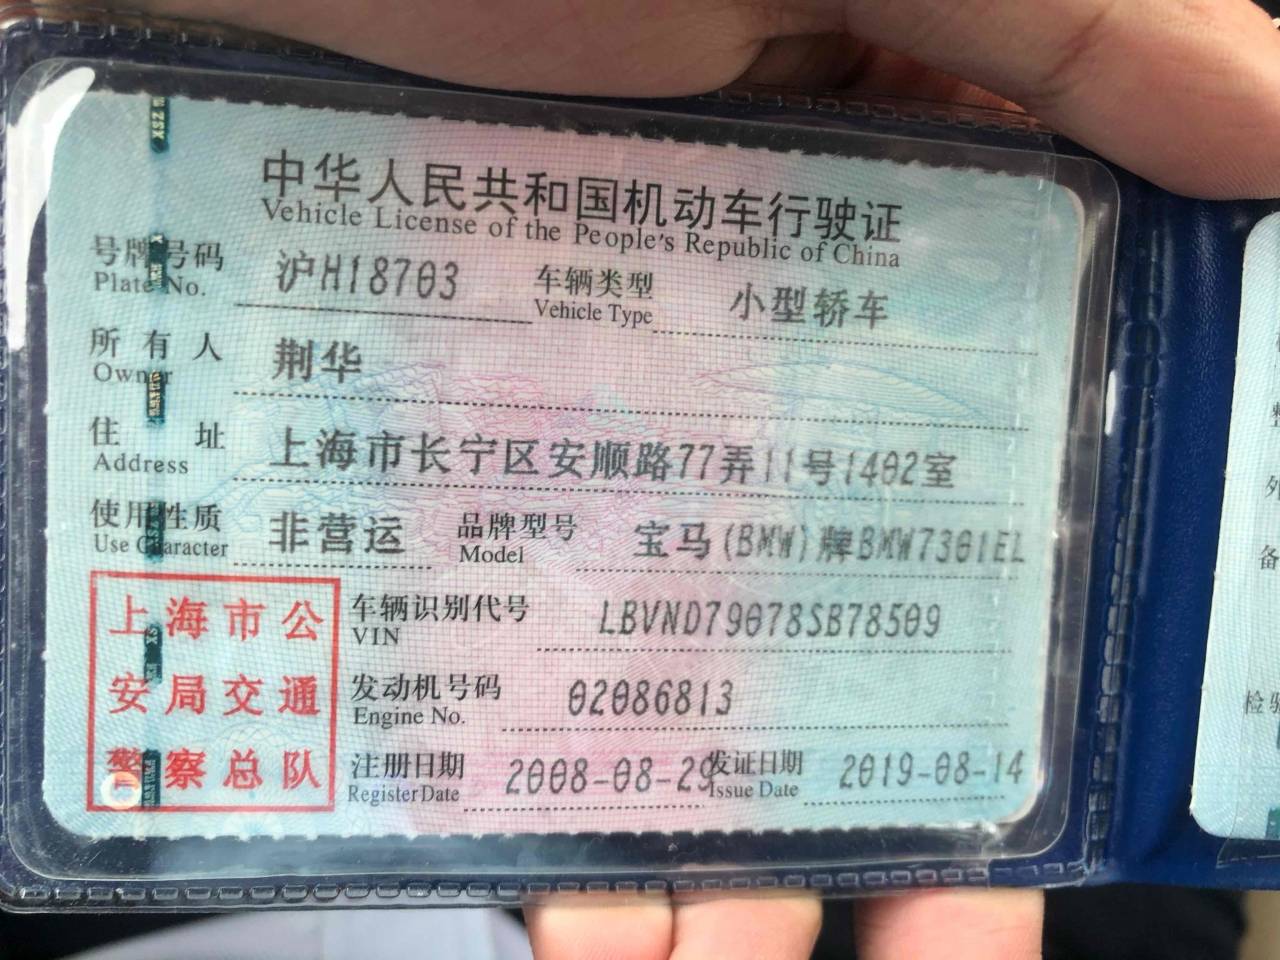 中华人民共和国机动车行驶证
Vehicle License of the People's Republic of China
号牌号码 沪H18703 车辆类型 小型轿车
Plate No. Vehicle Type
所有人 荆华
Owner
住址 上海市长宁区安顺路77弄11号1402室
Address
使用性质 非营运 品牌型号 宝马(BMW)牌BMW7301EL
Use Character Model
上海市公
安局交通
警察总队
车辆识别代号 LBVND79078SB78509
VIN
发动机号码 02086813
Engine No.
注册日期 2008-08-29 发证日期 2019-08-14
Register Date Issue Date
备
检验